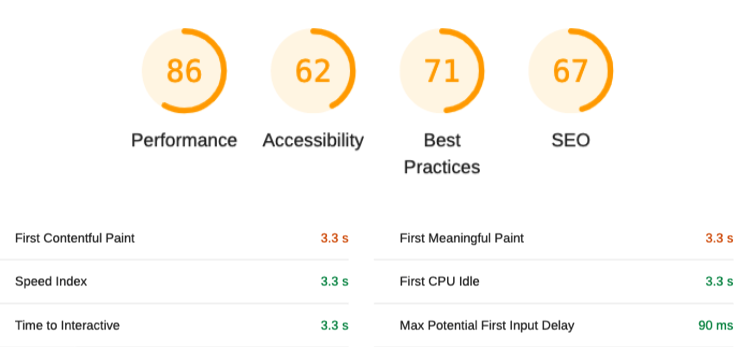 86 62 71 67
Performance Accessibility Best Practices SEO
First Contentful Paint 3.3 s First Meaningful Paint 3.3 s
Speed Index 3.3 s First CPU Idle 3.3 s
Time to Interactive 3.3 s Max Potential First Input Delay 90 ms